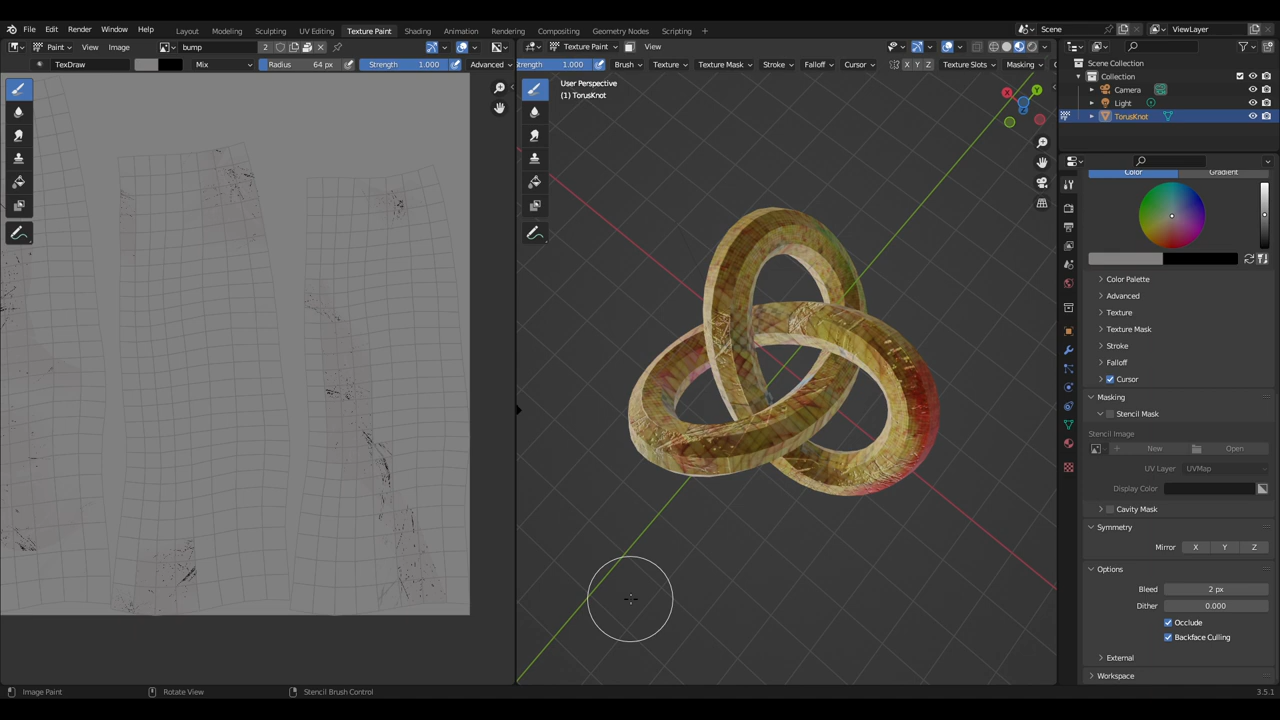 File Edit Render Window Help Layout Modeling Sculpting UV Editing Texture Paint Shading Animation Rendering Compositing Geometry Nodes Scripting + Scene ViewLayer
Paint View Image bump 2 Texture Paint View
TexDraw Mix Radius 64 px Strength 1.000 Advanced strength 1.000 Brush Texture Texture Mask Stroke Falloff Cursor X Y Z Texture Slots Masking
Scene Collection
Collection
Camera
Light
TorusKnot
User Perspective
(1) TorusKnot
X
Y
Z
Color Gradient
Color Palette
Advanced
Texture
Texture Mask
Stroke
Falloff
Cursor
Masking
Stencil Mask
Stencil Image
New Open
UV Layer UVMap
Display Color
Cavity Mask
Symmetry
Mirror X Y Z
Options
Bleed 2 px
Dither 0.000
Occlude
Backface Culling
External
Workspace
Image Paint Rotate View Stencil Brush Control 3.5.1